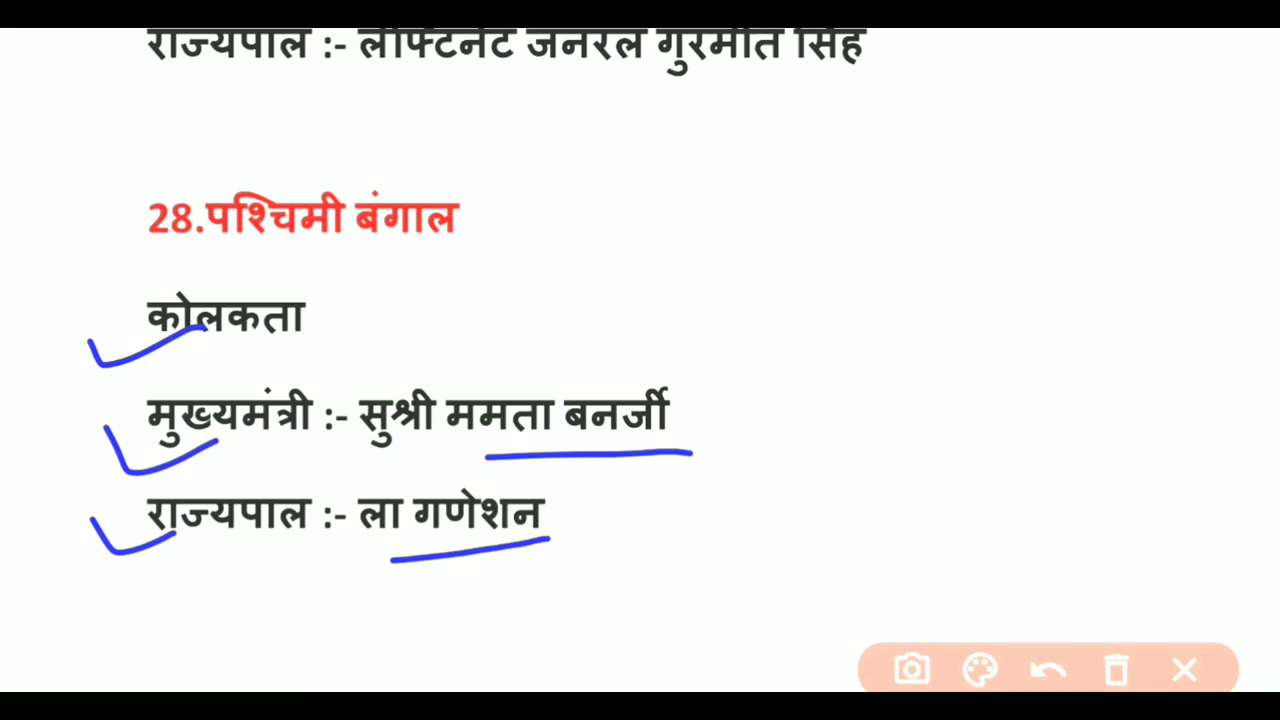 राज्यपाल :- लेफ्टिनेंट जनरल गुरमीत सिंह
28.पश्चिमी बंगाल
कोलकता
मुख्यमंत्री :- सुश्री ममता बनर्जी
राज्यपाल :- ला गणेशन